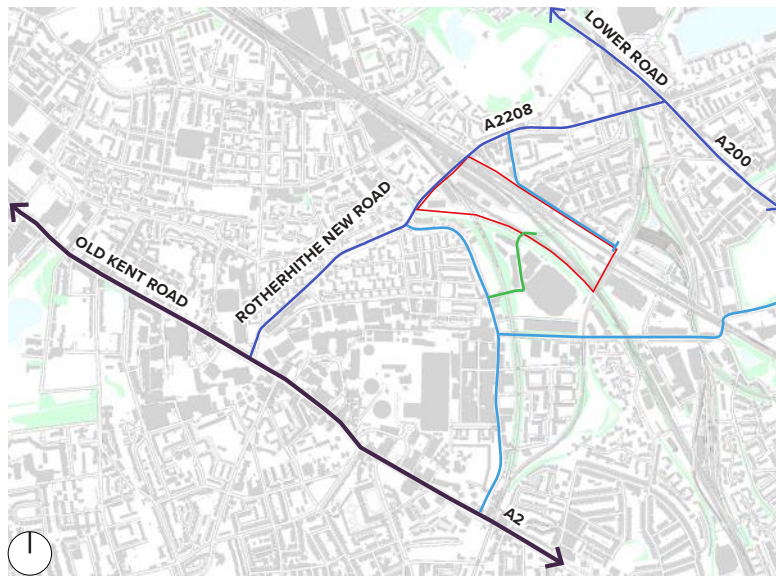 LOWER ROAD
A2208
A200
ROTHERHITHE NEW ROAD
OLD KENT ROAD
A2